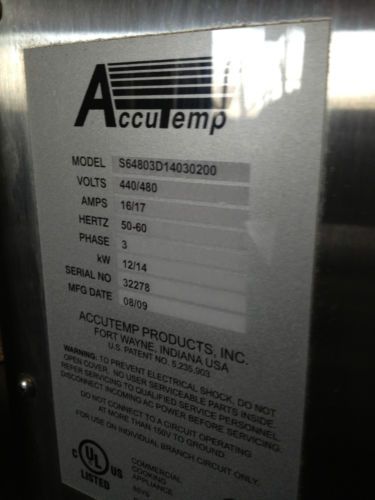 AccuTemp
MODEL S64803D14030200
VOLTS 440/480
AMPS 16/17
HERTZ 50-60
PHASE 3
kW 12/14
SERIAL NO 32278
MFG DATE 08/09
ACCUTEMP PRODUCTS, INC.
FORT WAYNE, INDIANA USA
U.S. PATENT NO. 5,235,903
WARNING: TO PREVENT ELECTRICAL SHOCK, DO NOT
OPEN COVER. NO USER SERVICEABLE PARTS INSIDE.
REFER SERVICING TO QUALIFIED SERVICE PERSONNEL.
DISCONNECT INCOMING AC POWER BEFORE SERVICING.
DO NOT CONNECT TO A CIRCUIT OPERATING
AT MORE THAN 150V TO GROUND.
FOR USE ON INDIVIDUAL BRANCH CIRCUIT ONLY.
C UL US
LISTED
COMMERCIAL
COOKING
APPLIANCE